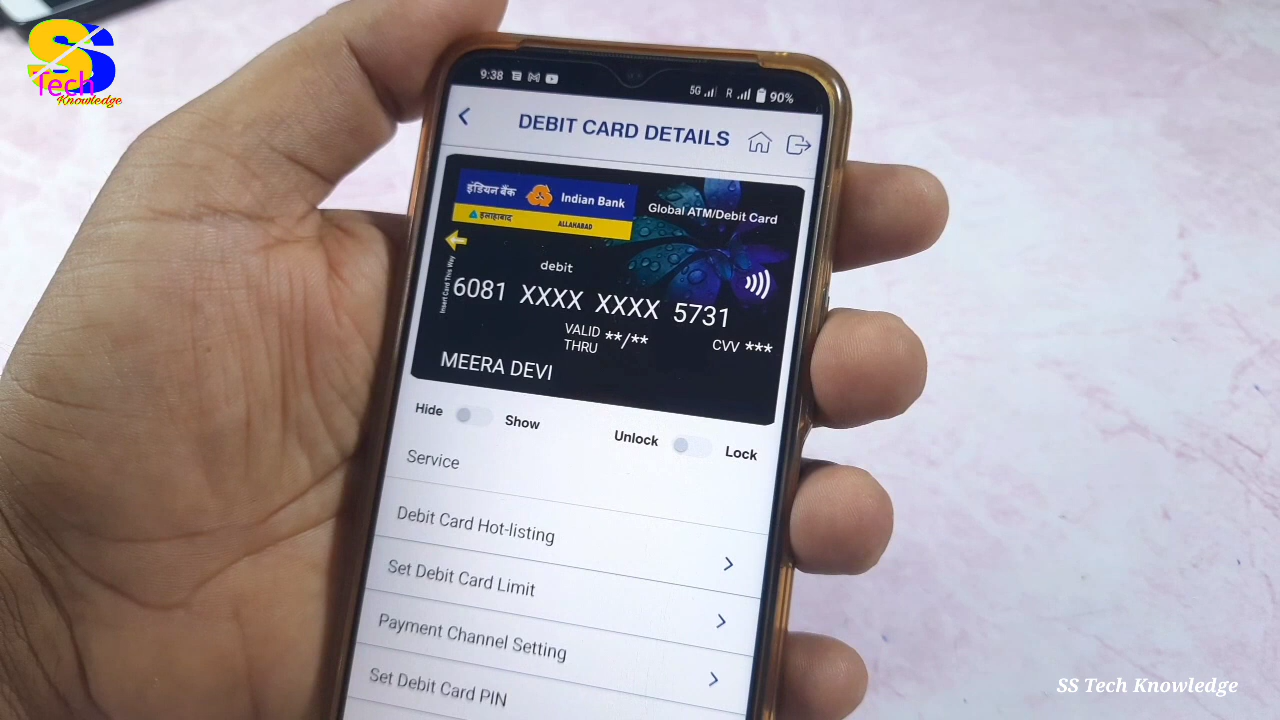 SS
Tech
Knowledge
9:38
5G R 90%
DEBIT CARD DETAILS
इंडियन बैंक Indian Bank
इलाहाबाद ALLAHABAD
Global ATM/Debit Card
Insert Card This Way
debit
6081 XXXX XXXX 5731
VALID THRU **/** CVV ***
MEERA DEVI
Hide Show Unlock Lock
Service
Debit Card Hot-listing
Set Debit Card Limit
Payment Channel Setting
Set Debit Card PIN
SS Tech Knowledge